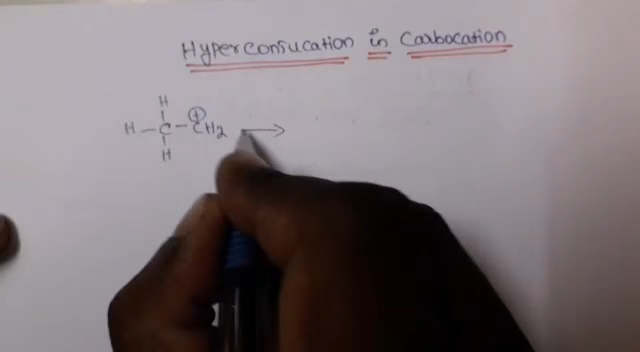 Hyperconjucation in Carbocation
H
H - C - CH2 →
H